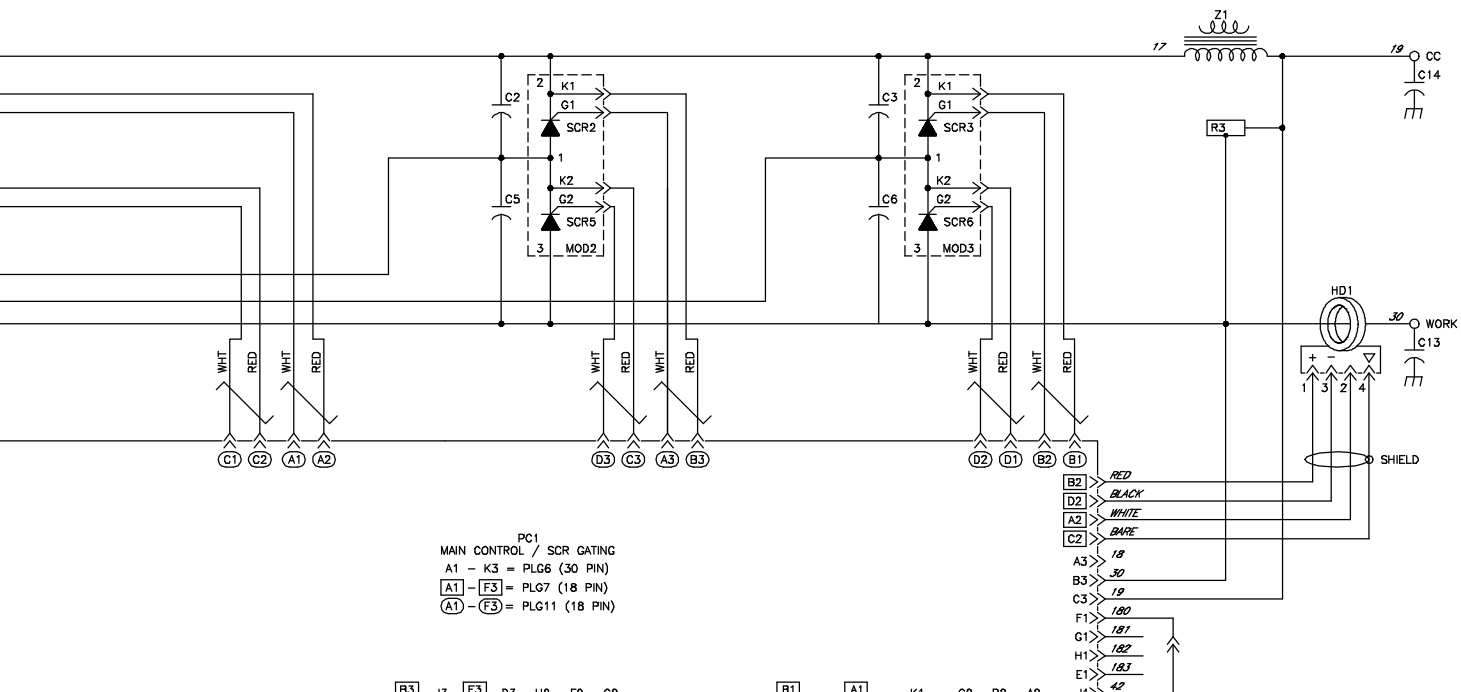 Z1
17
19 CC
C14
2 K1
C2
G1
SCR2
1
K2
C5
G2
SCR5
3 MOD2
2 K1
C3
G1
SCR3
1
K2
C6
G2
SCR6
3 MOD3
R3
HD1
30 WORK
C13
+ −
1 3 2 4
SHIELD
WHT RED WHT RED
WHT RED WHT RED
WHT RED WHT RED
C1 C2 A1 A2
D3 C3 A3 B3
D2 D1 B2 B1
B2 RED
D2 BLACK
A2 WHITE
C2 BARE
A3 18
B3 30
C3 19
F1 180
G1 181
H1 182
E1 183
J1 42
PC1
MAIN CONTROL / SCR GATING
A1 - K3 = PLG6 (30 PIN)
A1 - F3 = PLG7 (18 PIN)
A1 - F3 = PLG11 (18 PIN)
B3 F3 B1 A1